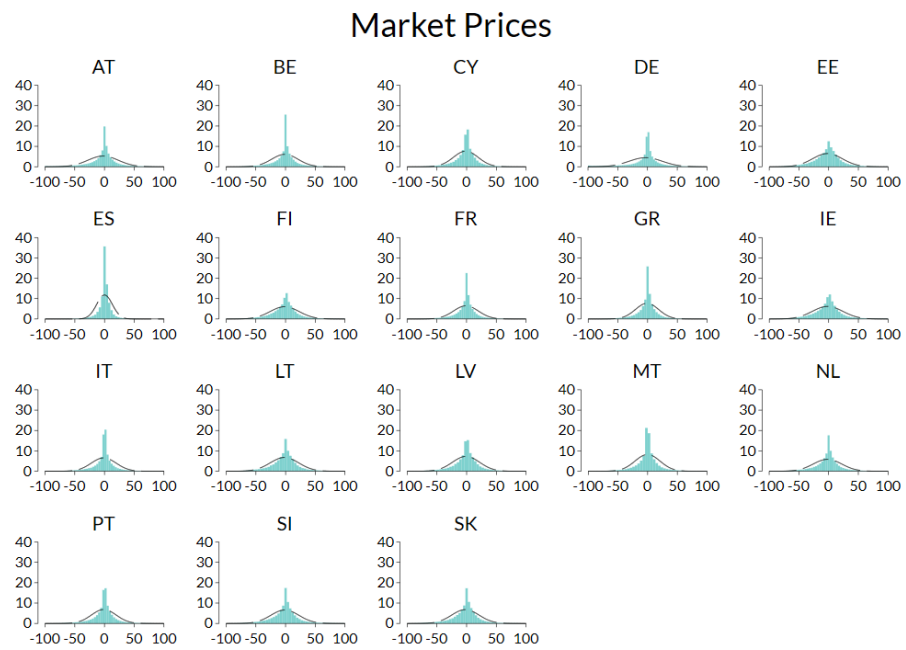 Market Prices
AT BE CY DE EE
40 40 40 40 40
30 30 30 30 30
20 20 20 20 20
10 10 10 10 10
0 0 0 0 0
-100 -50 0 50 100 -100 -50 0 50 100 -100 -50 0 50 100 -100 -50 0 50 100 -100 -50 0 50 100
ES FI FR GR IE
40 40 40 40 40
30 30 30 30 30
20 20 20 20 20
10 10 10 10 10
0 0 0 0 0
-100 -50 0 50 100 -100 -50 0 50 100 -100 -50 0 50 100 -100 -50 0 50 100 -100 -50 0 50 100
IT LT LV MT NL
40 40 40 40 40
30 30 30 30 30
20 20 20 20 20
10 10 10 10 10
0 0 0 0 0
-100 -50 0 50 100 -100 -50 0 50 100 -100 -50 0 50 100 -100 -50 0 50 100 -100 -50 0 50 100
PT SI SK
40 40 40
30 30 30
20 20 20
10 10 10
0 0 0
-100 -50 0 50 100 -100 -50 0 50 100 -100 -50 0 50 100